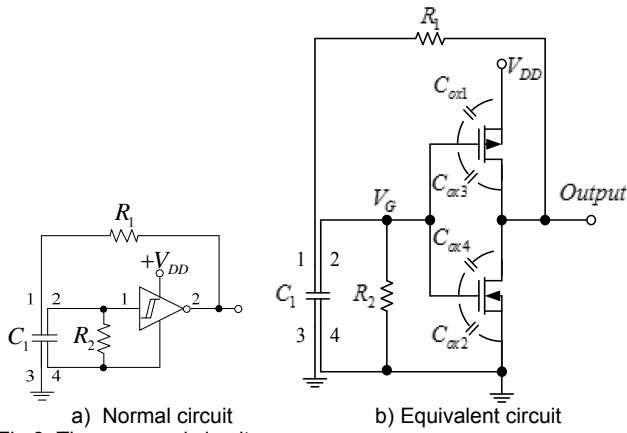 R1
VDD
Cox1
Cox3
VG
Output
Cox4
1 2
C1
R2
3 4
Cox2
R1
+VDD
1 2
1
2
C1
R2
3 4
a) Normal circuit
b) Equivalent circuit